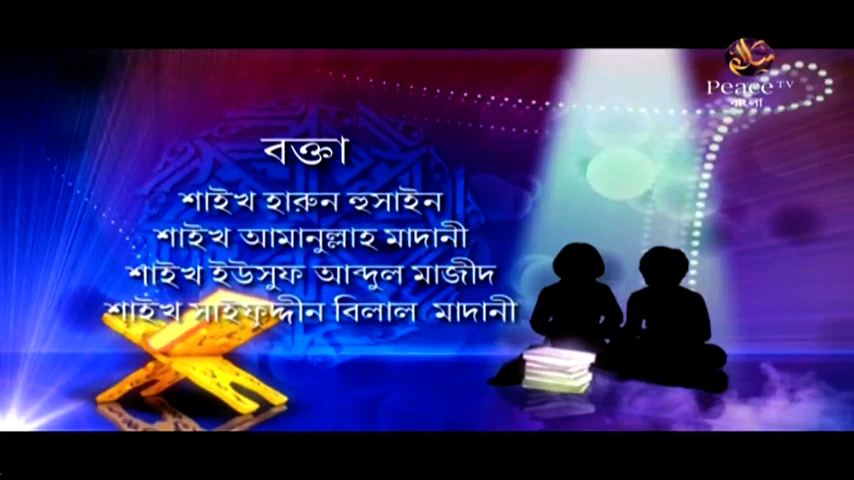 Peace TV
বাংলা
বক্তা
শাইখ হারুন হুসাইন
শাইখ আমানুল্লাহ মাদানী
শাইখ ইউসুফ আব্দুল মাজীদ
শাইখ সাইফুদ্দীন বিলাল মাদানী